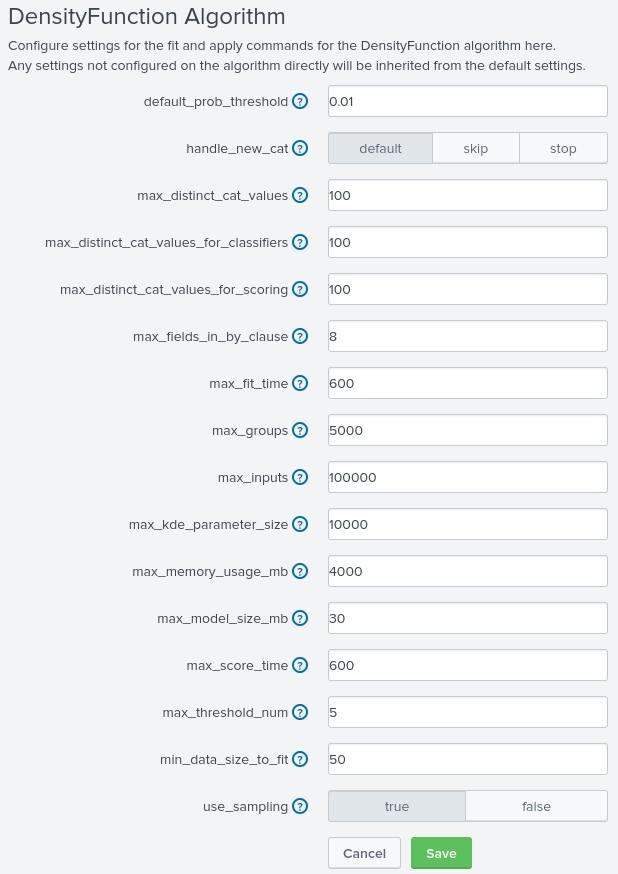 DensityFunction Algorithm
Configure settings for the fit and apply commands for the DensityFunction algorithm here.
Any settings not configured on the algorithm directly will be inherited from the default settings.
default_prob_threshold ? 0.01
handle_new_cat ? default skip stop
max_distinct_cat_values ? 100
max_distinct_cat_values_for_classifiers ? 100
max_distinct_cat_values_for_scoring ? 100
max_fields_in_by_clause ? 8
max_fit_time ? 600
max_groups ? 5000
max_inputs ? 100000
max_kde_parameter_size ? 10000
max_memory_usage_mb ? 4000
max_model_size_mb ? 30
max_score_time ? 600
max_threshold_num ? 5
min_data_size_to_fit ? 50
use_sampling ? true false
Cancel Save